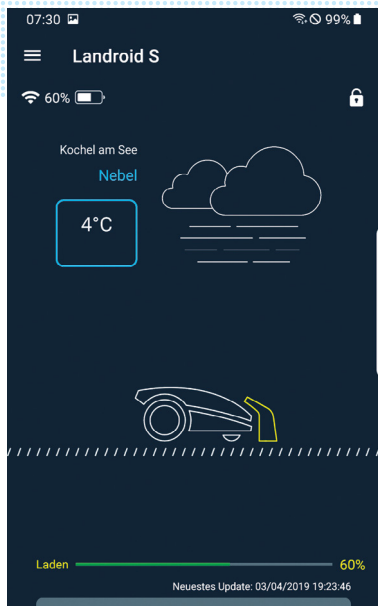 07:30 99%
Landroid S
60%
Kochel am See
Nebel
4°C
Laden 60%
Neuestes Update: 03/04/2019 19:23:46